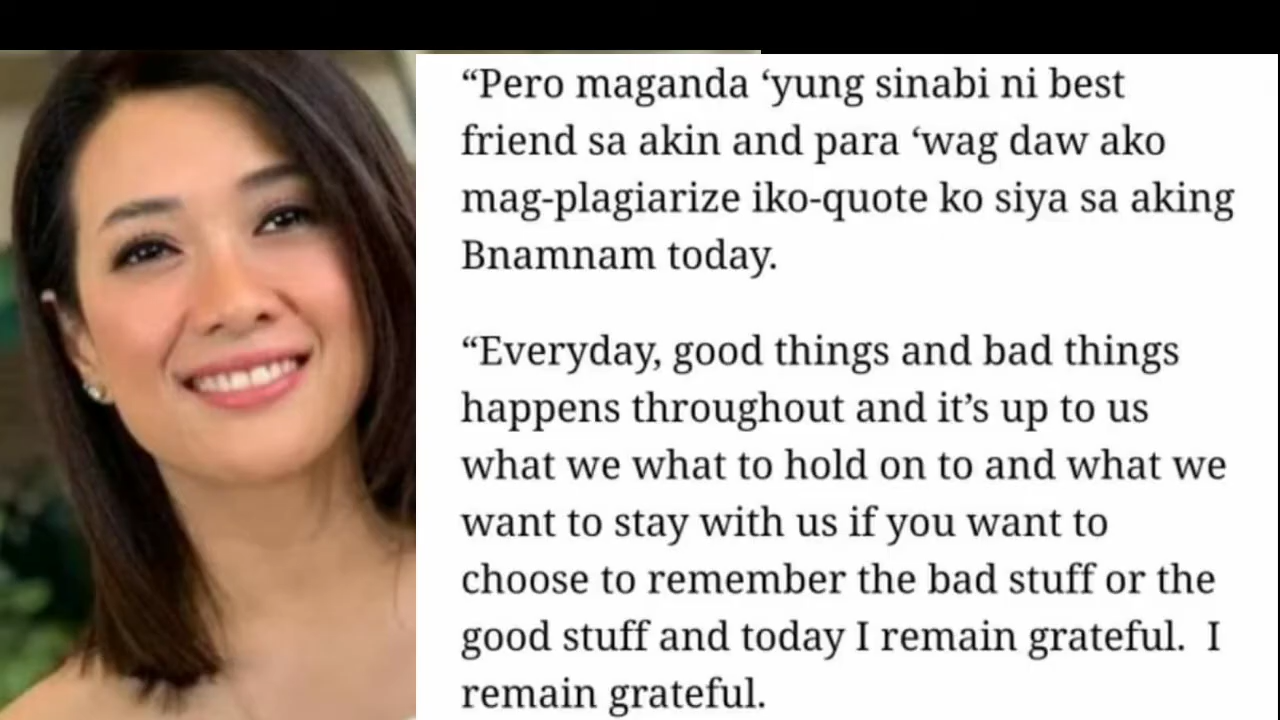 “Pero maganda ‘yung sinabi ni best
friend sa akin and para ‘wag daw ako
mag-plagiarize iko-quote ko siya sa aking
Bnamnam today.
“Everyday, good things and bad things
happens throughout and it’s up to us
what we what to hold on to and what we
want to stay with us if you want to
choose to remember the bad stuff or the
good stuff and today I remain grateful.  I
remain grateful.